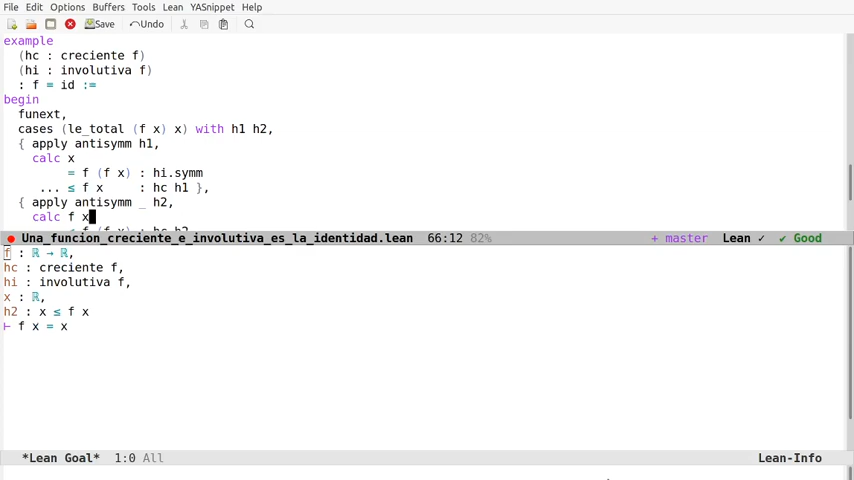 File Edit Options Buffers Tools Lean YASnippet Help
Save Undo
example
(hc : creciente f)
(hi : involutiva f)
: f = id :=
begin
funext,
cases (le_total (f x) x) with h1 h2,
{ apply antisymm h1,
calc x
= f (f x) : hi.symm
... ≤ f x : hc h1 },
{ apply antisymm _ h2,
calc f x
≤ f (f x) : hc h2
Una_funcion_creciente_e_involutiva_es_la_identidad.lean 66:12 82% + master Lean ✓ ✔ Good
f : ℝ → ℝ,
hc : creciente f,
hi : involutiva f,
x : ℝ,
h2 : x ≤ f x
⊢ f x = x
*Lean Goal* 1:0 All Lean-Info